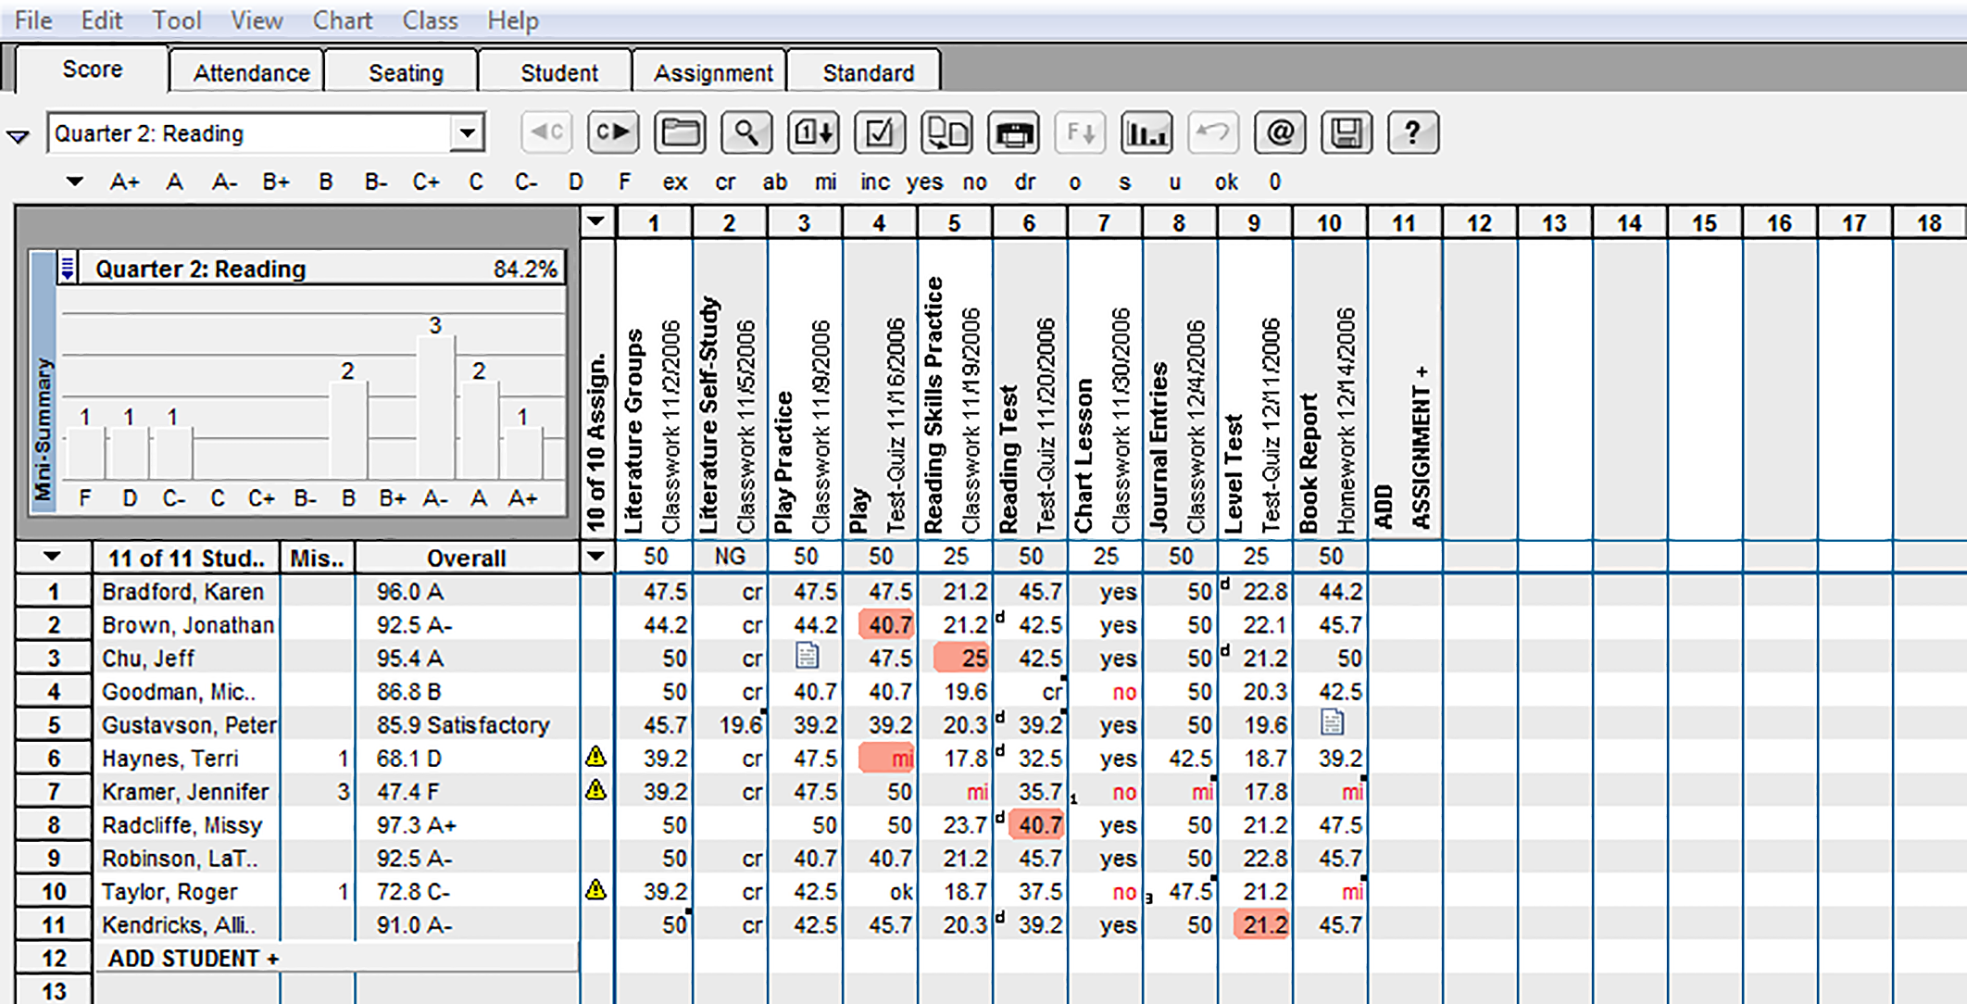 File Edit Tool View Chart Class Help
Score Attendance Seating Student Assignment Standard
Quarter 2: Reading C C 1 F @ ?
A+ A A- B+ B B- C+ C C- D F ex cr ab mi inc yes no dr o s u ok 0
1 2 3 4 5 6 7 8 9 10 11 12 13 14 15 16 17 18
Mni-Summary
Quarter 2: Reading 84.2%
1 1 1 2 3 2 1
F D C- C C+ B- B B+ A- A A+
10 of 10 Assign.
Literature Groups
Classwork 11/2/2006
Literature Self-Study
Classwork 11/5/2006
Play Practice
Classwork 11/9/2006
Play
Test-Quiz 11/16/2006
Reading Skills Practice
Classwork 11/19/2006
Reading Test
Test-Quiz 11/20/2006
Chart Lesson
Classwork 11/30/2006
Journal Entries
Classwork 12/4/2006
Level Test
Test-Quiz 12/11/2006
Book Report
Homework 12/14/2006
ADD
ASSIGNMENT +
11 of 11 Stud.. Mis.. Overall 50 NG 50 50 25 50 25 50 25 50
1 Bradford, Karen 96.0 A 47.5 cr 47.5 47.5 21.2 45.7 yes 50 d 22.8 44.2
2 Brown, Jonathan 92.5 A- 44.2 cr 44.2 40.7 21.2 d 42.5 yes 50 22.1 45.7
3 Chu, Jeff 95.4 A 50 cr 47.5 25 42.5 yes 50 d 21.2 50
4 Goodman, Mic.. 86.8 B 50 cr 40.7 40.7 19.6 cr no 50 20.3 42.5
5 Gustavson, Peter 85.9 Satisfactory 45.7 19.6 39.2 39.2 20.3 d 39.2 yes 50 19.6
6 Haynes, Terri 1 68.1 D 39.2 cr 47.5 mi 17.8 d 32.5 yes 42.5 18.7 39.2
7 Kramer, Jennifer 3 47.4 F 39.2 cr 47.5 50 mi 35.7 1 no mi 17.8 mi
8 Radcliffe, Missy 97.3 A+ 50 50 50 23.7 d 40.7 yes 50 21.2 47.5
9 Robinson, LaT.. 92.5 A- 50 cr 40.7 40.7 21.2 45.7 yes 50 22.8 45.7
10 Taylor, Roger 1 72.8 C- 39.2 cr 42.5 ok 18.7 37.5 no 3 47.5 21.2 mi
11 Kendricks, Alli.. 91.0 A- 50 cr 42.5 45.7 20.3 d 39.2 yes 50 21.2 45.7
12 ADD STUDENT +
13